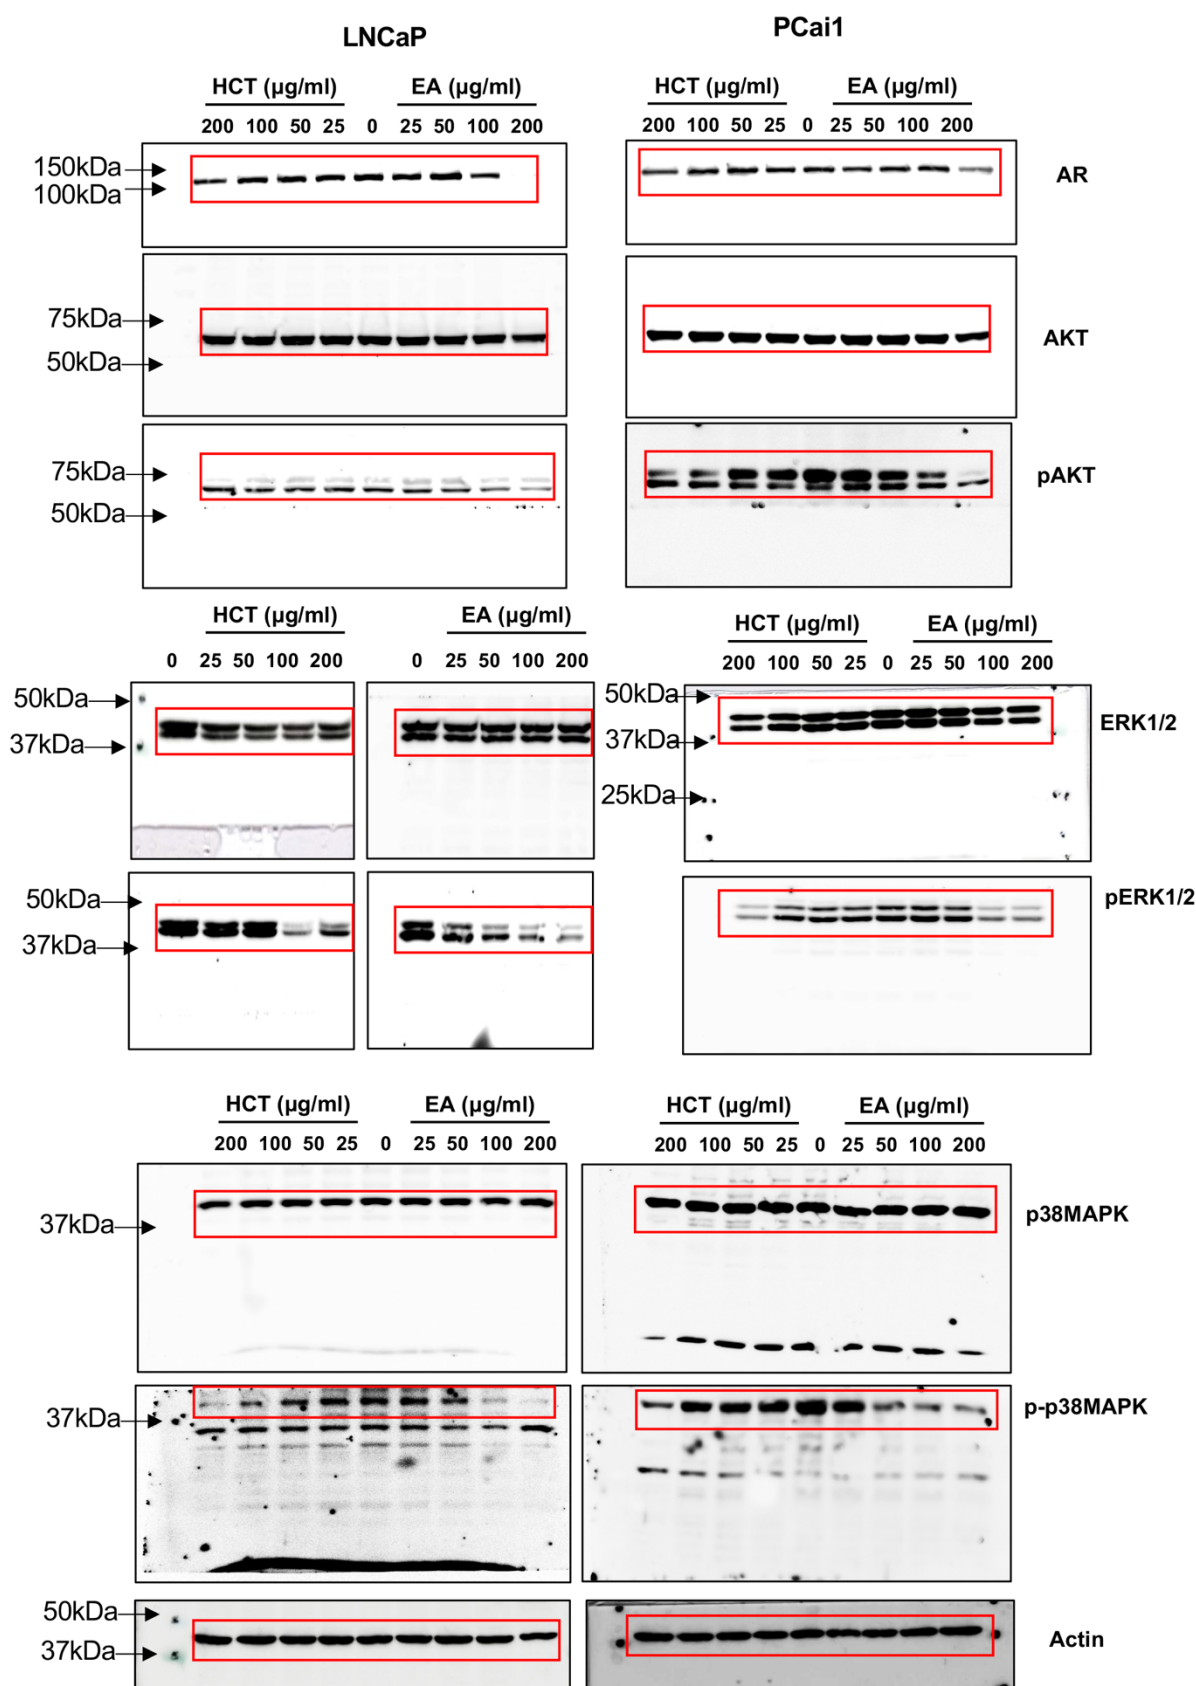 LNCaP PCai1
HCT (µg/ml) EA (µg/ml) HCT (µg/ml) EA (µg/ml)
200 100 50 25 0 25 50 100 200 200 100 50 25 0 25 50 100 200
150kDa
100kDa
AR
75kDa
50kDa
AKT
75kDa
50kDa
pAKT
HCT (µg/ml) EA (µg/ml) HCT (µg/ml) EA (µg/ml)
0 25 50 100 200 0 25 50 100 200 200 100 50 25 0 25 50 100 200
50kDa
37kDa
50kDa
37kDa
25kDa
ERK1/2
50kDa
37kDa
pERK1/2
HCT (µg/ml) EA (µg/ml) HCT (µg/ml) EA (µg/ml)
200 100 50 25 0 25 50 100 200 200 100 50 25 0 25 50 100 200
37kDa
p38MAPK
37kDa
p-p38MAPK
50kDa
37kDa
Actin